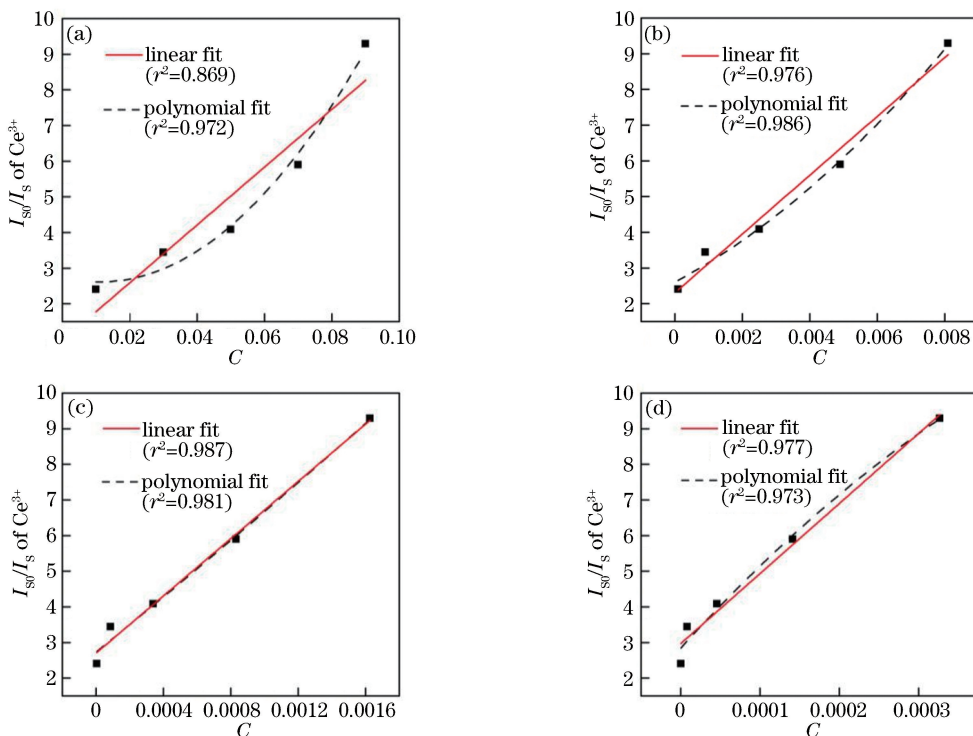 (a)
linear fit
(r²=0.869)
polynomial fit
(r²=0.972)
I_S0/I_S of Ce³⁺
10
9
8
7
6
5
4
3
2
0 0.02 0.04 0.06 0.08 0.10
C
(b)
linear fit
(r²=0.976)
polynomial fit
(r²=0.986)
I_S0/I_S of Ce³⁺
10
9
8
7
6
5
4
3
2
0 0.002 0.004 0.006 0.008
C
(c)
linear fit
(r²=0.987)
polynomial fit
(r²=0.981)
I_S0/I_S of Ce³⁺
10
9
8
7
6
5
4
3
2
0 0.0004 0.0008 0.0012 0.0016
C
(d)
linear fit
(r²=0.977)
polynomial fit
(r²=0.973)
I_S0/I_S of Ce³⁺
10
9
8
7
6
5
4
3
2
0 0.0001 0.0002 0.0003
C